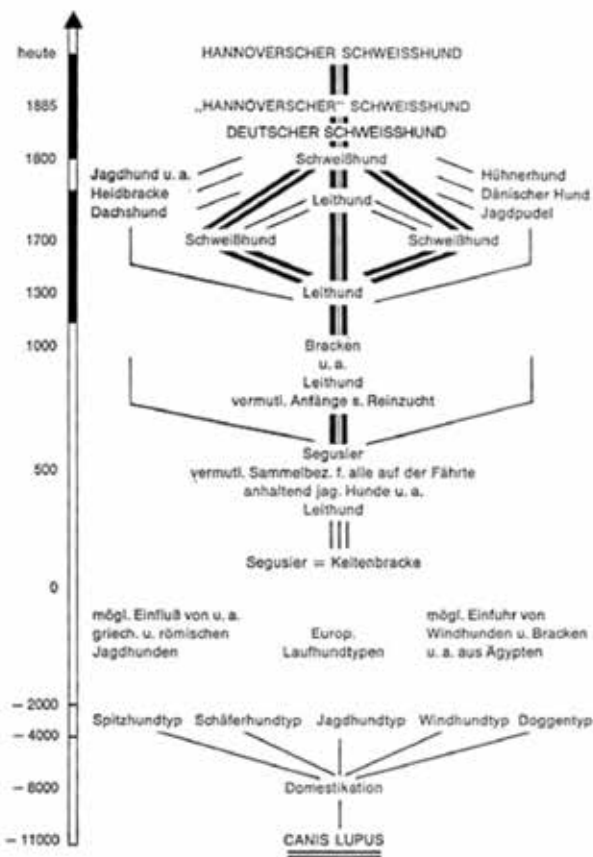 heute
HANNOVERSCHER SCHWEISSHUND
1885
„HANNOVERSCHER“ SCHWEISSHUND
DEUTSCHER SCHWEISSHUND
1800
Schweißhund
Jagdhund u. a.
Heidbracke
Dachshund
Hühnerhund
Dänischer Hund
Jagdpudel
Leithund
1700
Schweißhund
Schweißhund
1300
Leithund
1000
Bracken
u. a.
Leithund
vermutl. Anfänge s. Reinzucht
Segusier
500
vermutl. Sammelbez. f. alle auf der Fährte
anhaltend jag. Hunde u. a.
Leithund
Segusier = Keltenbracke
0
mögl. Einfluß von u. a.
griech. u. römischen
Jagdhunden
Europ.
Laufhundtypen
mögl. Einfuhr von
Windhunden u. Bracken
u. a. aus Ägypten
– 2000
Spitzhundtyp Schäferhundtyp Jagdhundtyp Windhundtyp Doggentyp
– 4000
– 8000
Domestikation
– 11000
CANIS LUPUS